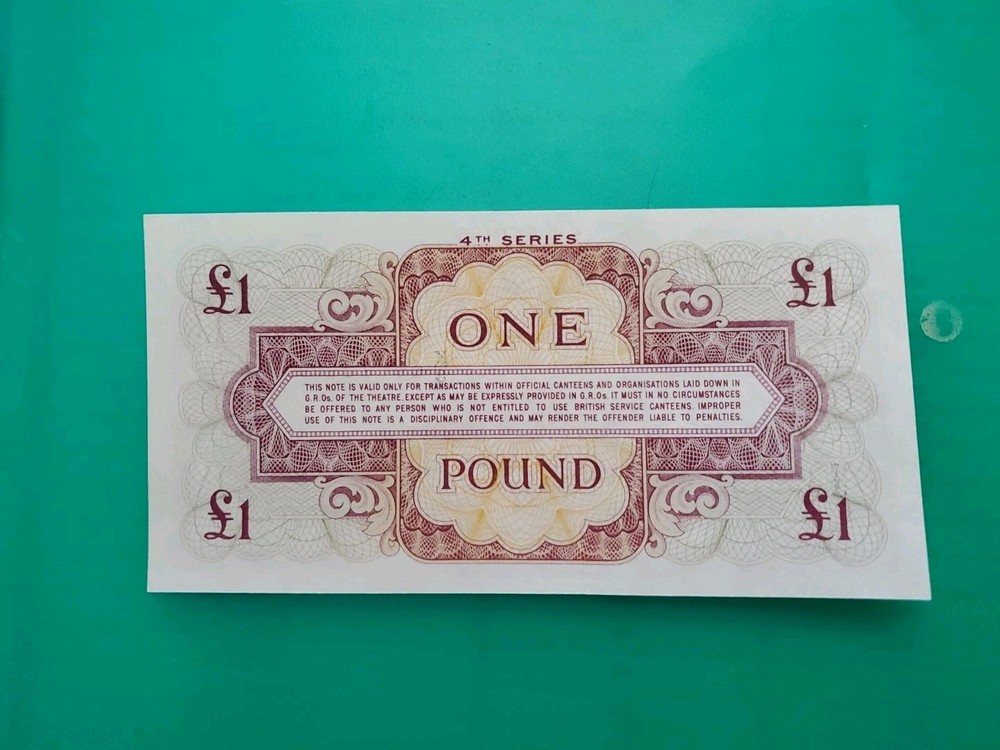 4TH SERIES
£1 £1
ONE
THIS NOTE IS VALID ONLY FOR TRANSACTIONS WITHIN OFFICIAL CANTEENS AND ORGANISATIONS LAID DOWN IN
G.R.Os. OF THE THEATRE. EXCEPT AS MAY BE EXPRESSLY PROVIDED IN G.R.Os. IT MUST IN NO CIRCUMSTANCES
BE OFFERED TO ANY PERSON WHO IS NOT ENTITLED TO USE BRITISH SERVICE CANTEENS. IMPROPER
USE OF THIS NOTE IS A DISCIPLINARY OFFENCE AND MAY RENDER THE OFFENDER LIABLE TO PENALTIES.
POUND
£1 £1